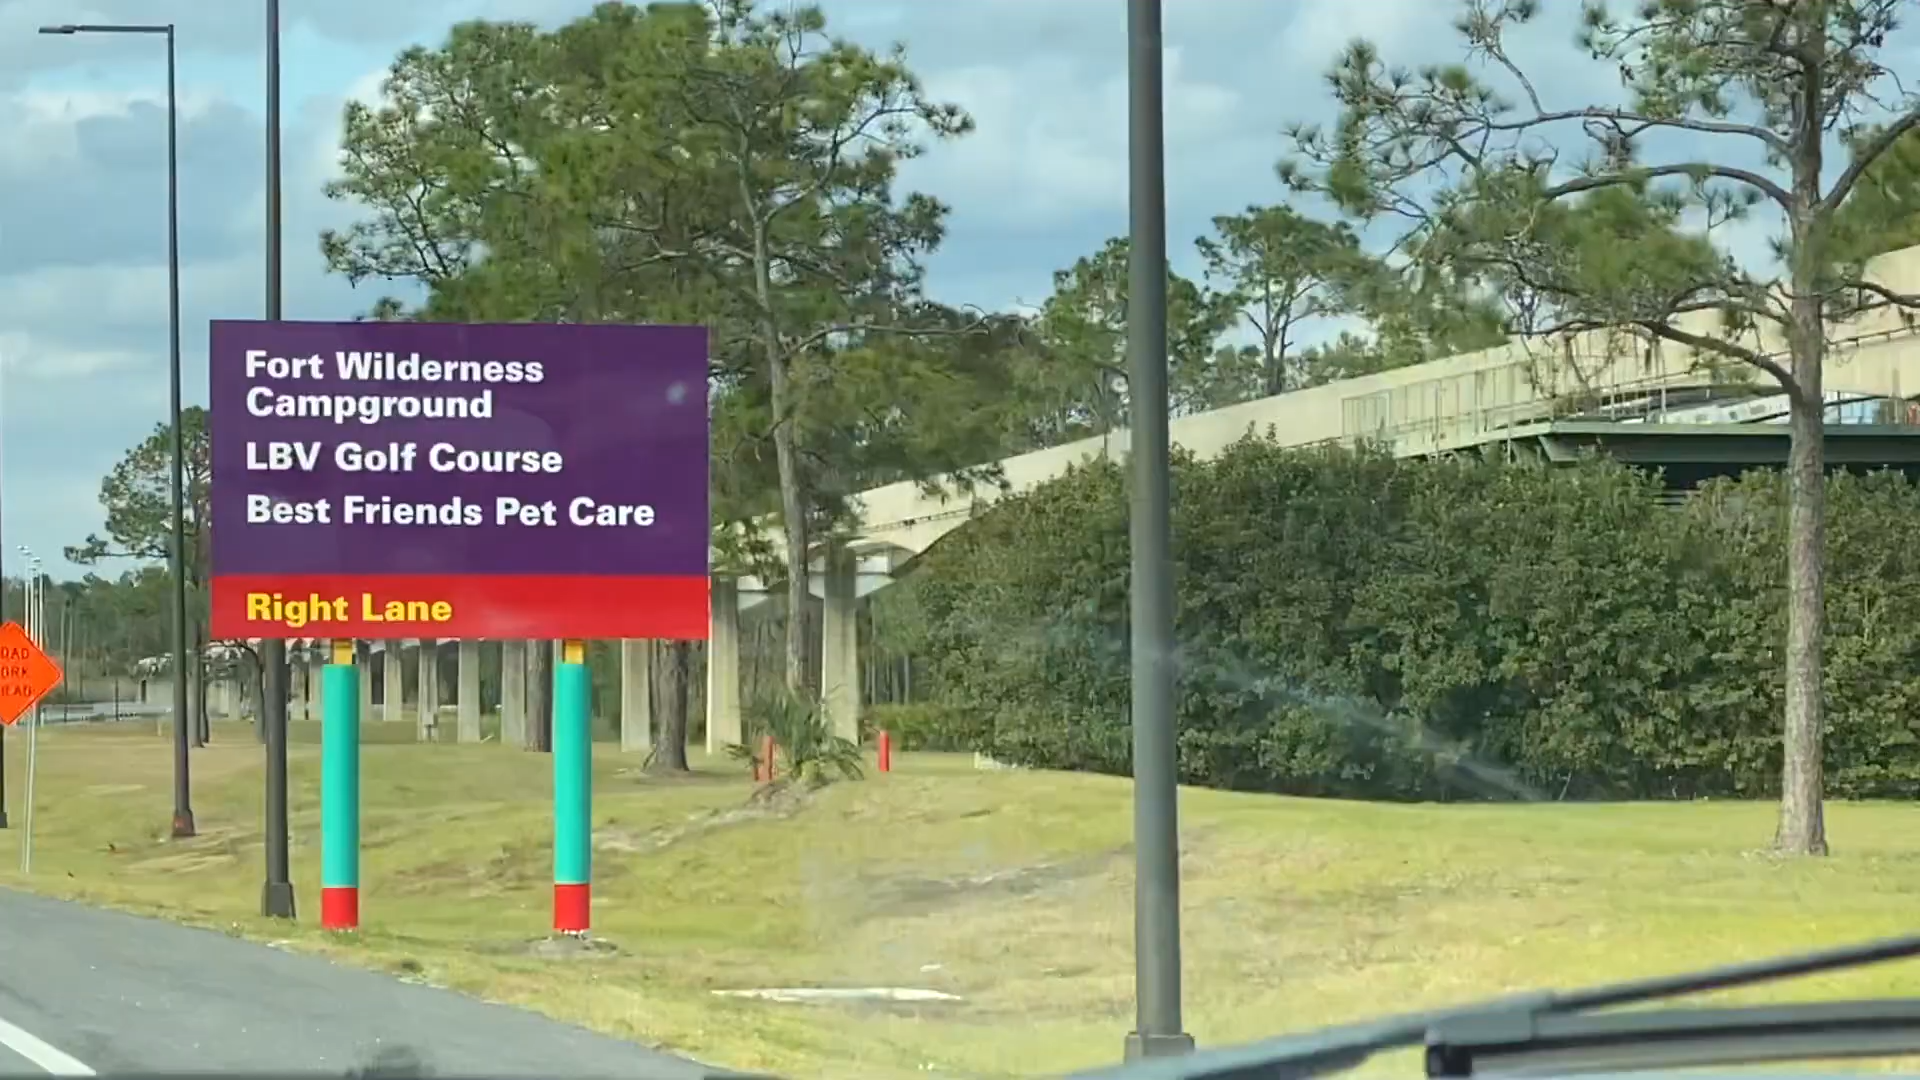 Fort Wilderness
Campground
LBV Golf Course
Best Friends Pet Care
Right Lane